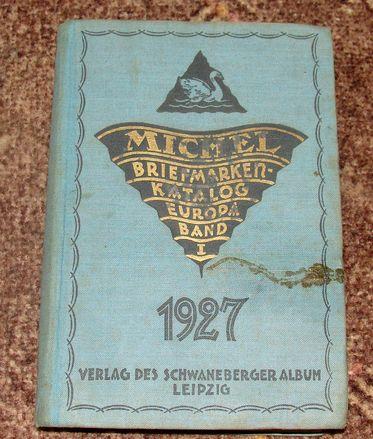 MICHEL
BRIEFMARKEN-
KATALOG
EUROPA
BAND
I
1927
VERLAG DES SCHWANEBERGER ALBUM
LEIPZIG